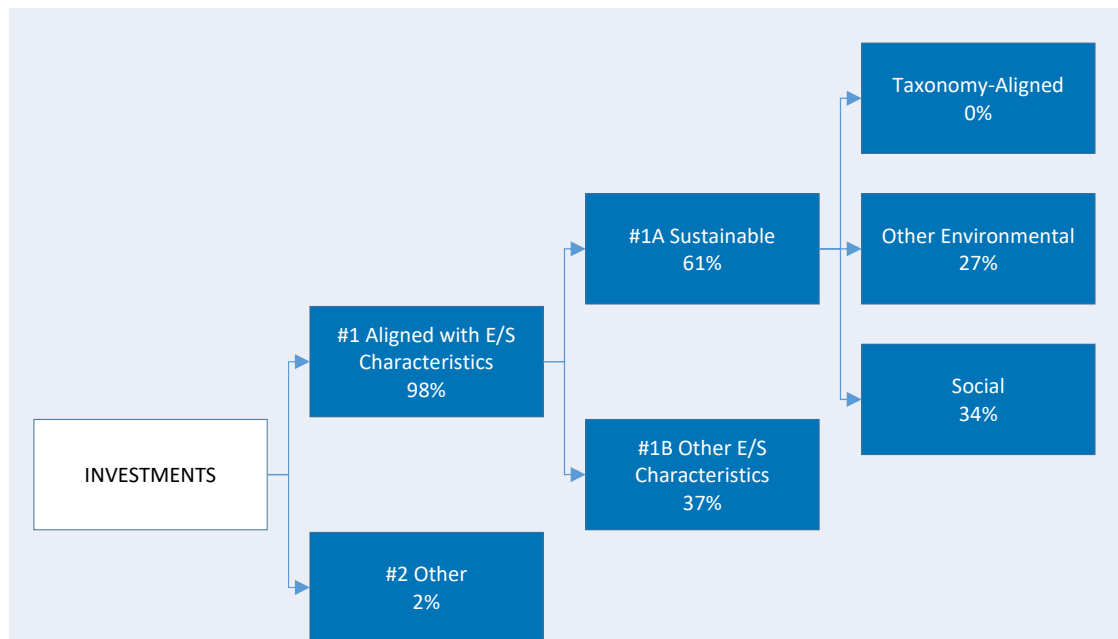 INVESTMENTS
#1 Aligned with E/S
Characteristics
98%
#2 Other
2%
#1A Sustainable
61%
#1B Other E/S
Characteristics
37%
Taxonomy-Aligned
0%
Other Environmental
27%
Social
34%